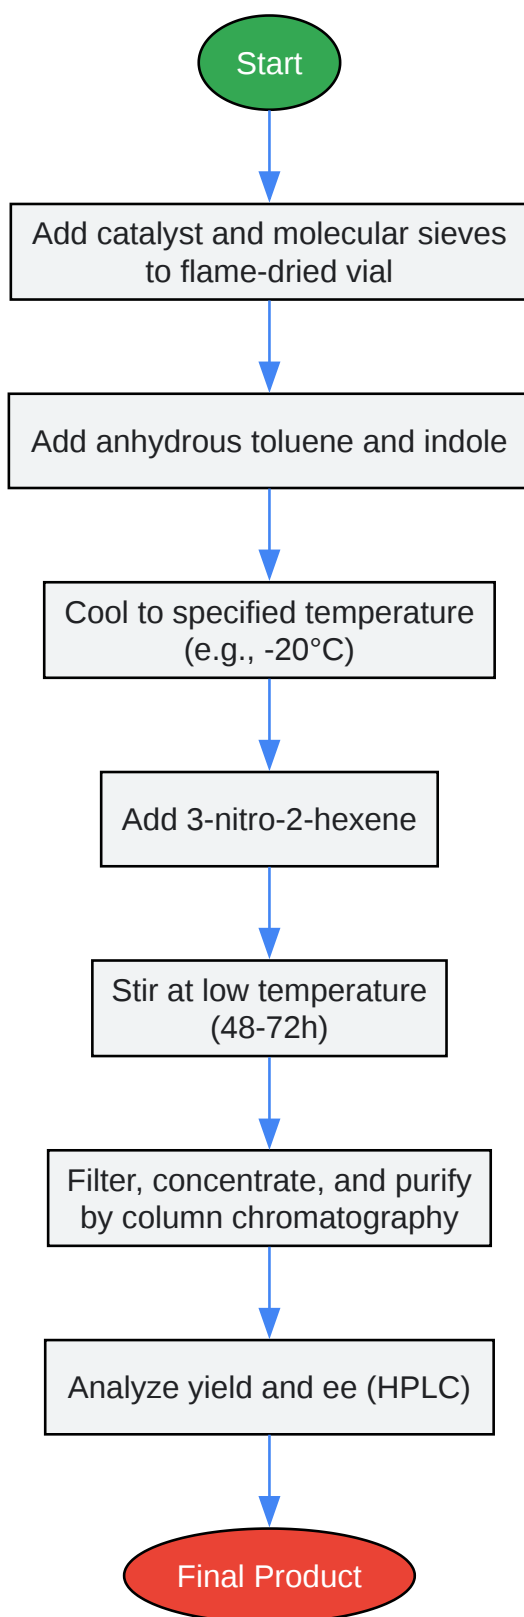 Start
Add catalyst and molecular sieves
to flame-dried vial
Add anhydrous toluene and indole
Cool to specified temperature
(e.g., -20°C)
Add 3-nitro-2-hexene
Stir at low temperature
(48-72h)
Filter, concentrate, and purify
by column chromatography
Analyze yield and ee (HPLC)
Final Product